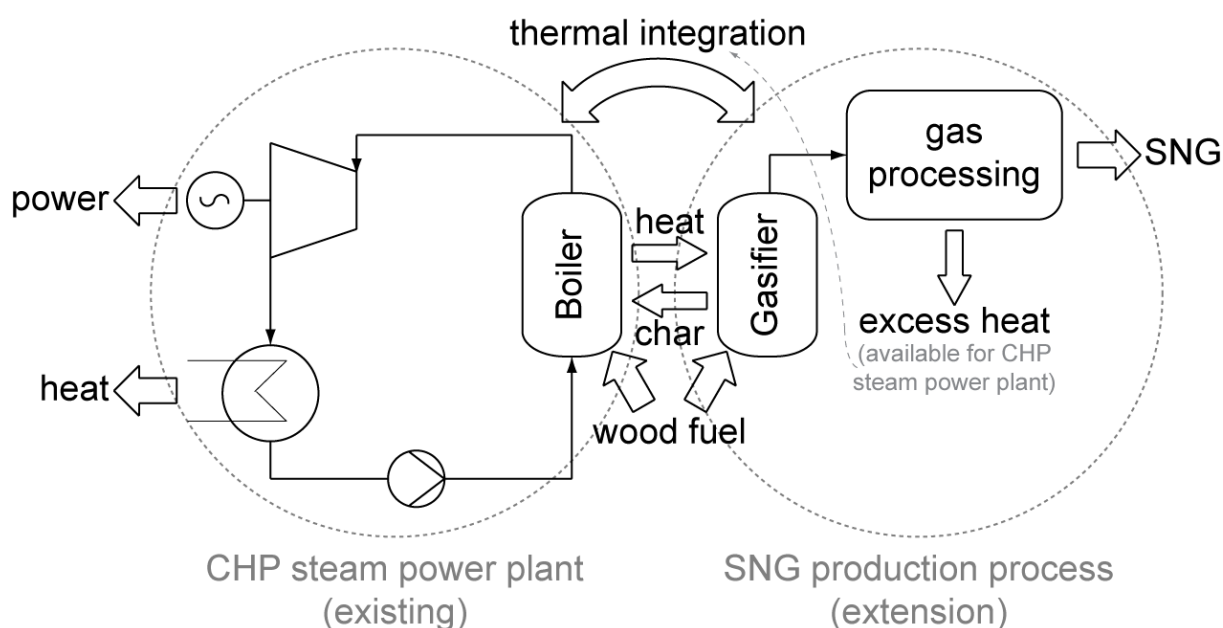 thermal integration
gas
processing
SNG
power
heat
Boiler
heat
char
Gasifier
excess heat
(available for CHP
steam power plant)
wood fuel
CHP steam power plant
(existing)
SNG production process
(extension)